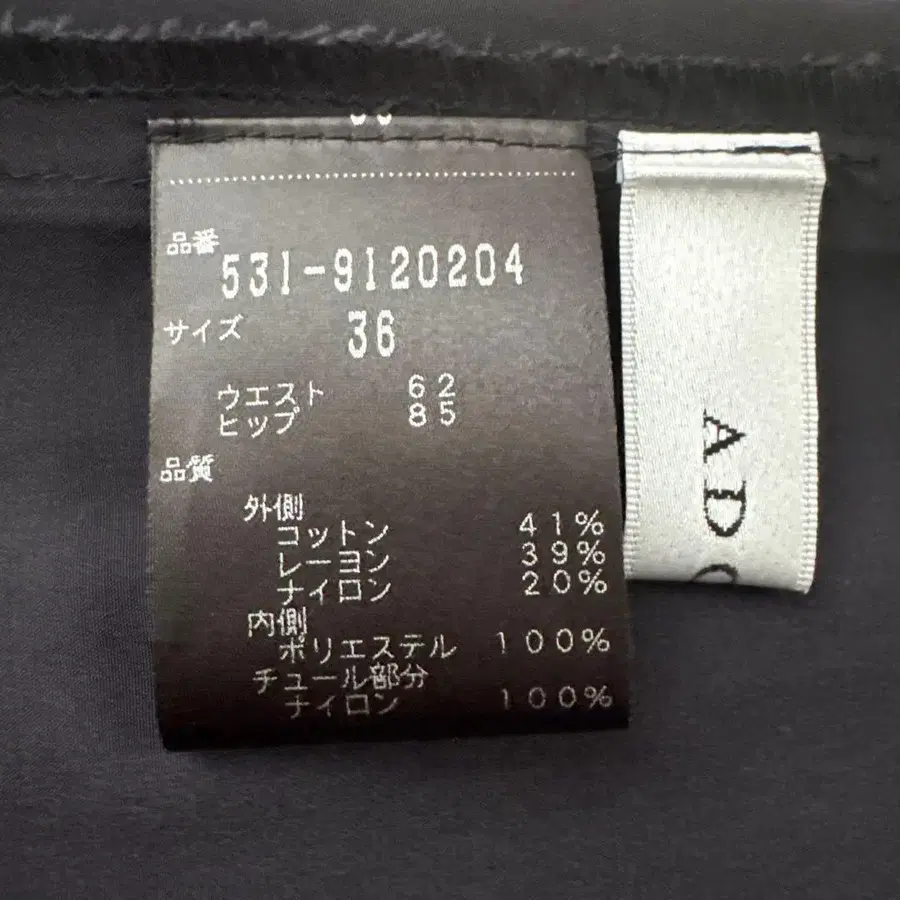 品番
531-9120204
サイズ 36
ウエスト 62
ヒップ 85
品質
外側
コットン 41%
レーヨン 39%
ナイロン 20%
内側
ポリエステル 100%
チュール部分
ナイロン 100%
AD